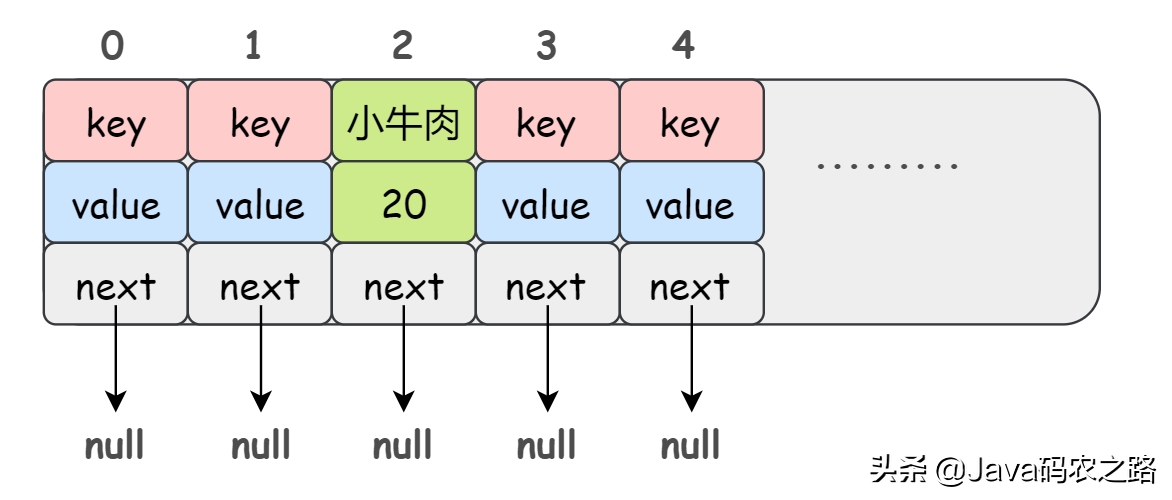 0 1 2 3 4
key key 小牛肉 key key
value value 20 value value
next next next next next
.........
null null null null null
头条 @Java码农之路